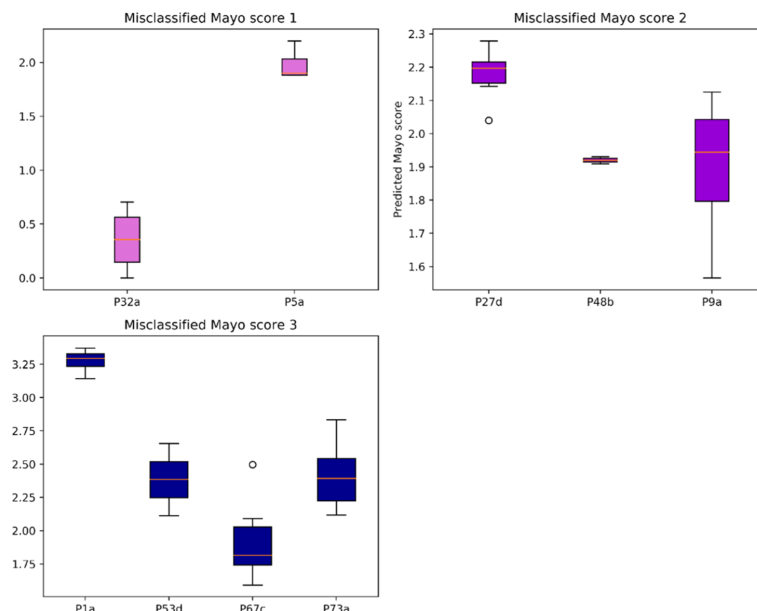 Misclassified Mayo score 1
2.0
1.5
1.0
0.5
0.0
P32a P5a
Misclassified Mayo score 2
Predicted Mayo score
2.3
2.2
2.1
2.0
1.9
1.8
1.7
1.6
P27d P48b P9a
Misclassified Mayo score 3
3.25
3.00
2.75
2.50
2.25
2.00
1.75
P1a P53d P67c P73a